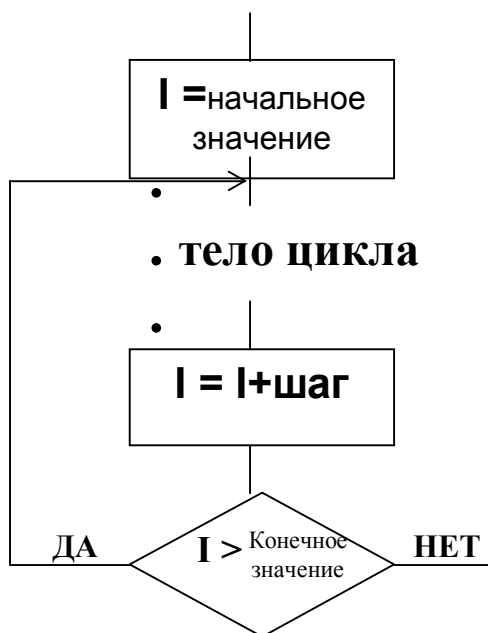 I =начальное
значение
• 
• тело цикла
• 
I = I+шаг
ДА
I > Конечное
значение
НЕТ